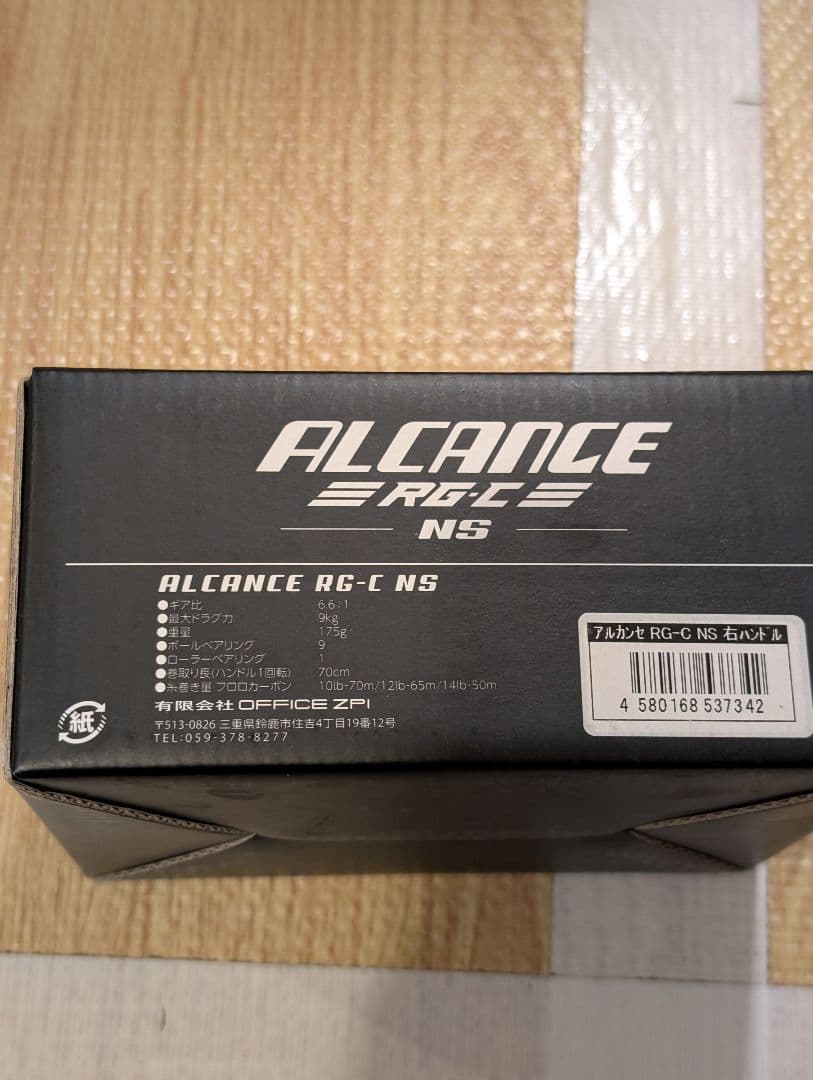 ALCANCE
RG-C
NS
ALCANCE RG-C NS
●ギア比 6.6:1
●最大ドラグ力 9kg
●重量 175g
●ボールベアリング 9
●ローラーベアリング 1
●巻取り長(ハンドル1回転) 70cm
●糸巻き量 フロロカーボン 10lb-70m/12lb-65m/14lb-50m
有限会社 OFFICE ZPI
〒513-0826 三重県鈴鹿市住吉4丁目19番12号
TEL:059-378-8277
紙
アルカンセ RG-C NS 右ハンドル
4 580168 537342